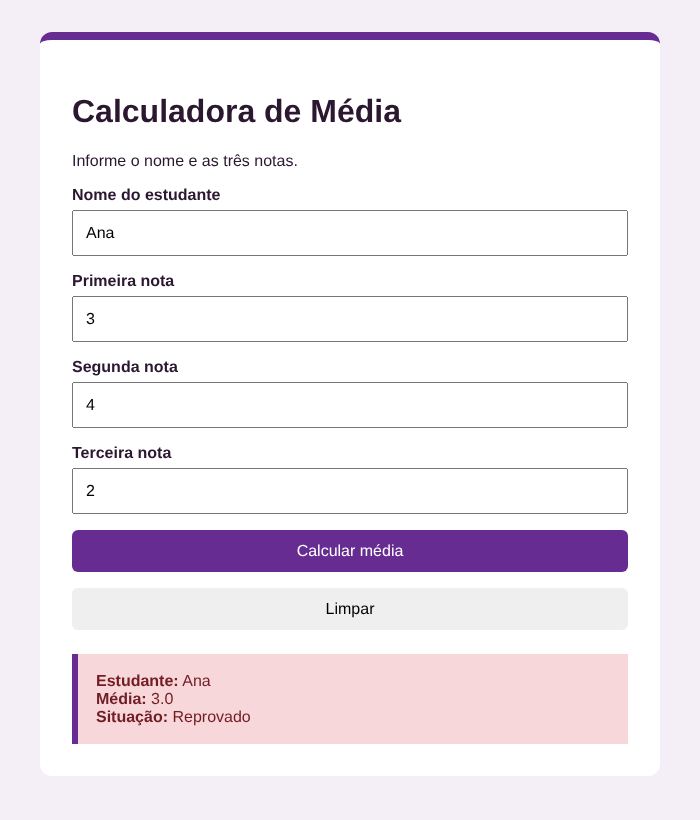 Calculadora de Média
Informe o nome e as três notas.
Nome do estudante
Ana
Primeira nota
3
Segunda nota
4
Terceira nota
2
Calcular média
Limpar
Estudante: Ana
Média: 3.0
Situação: Reprovado